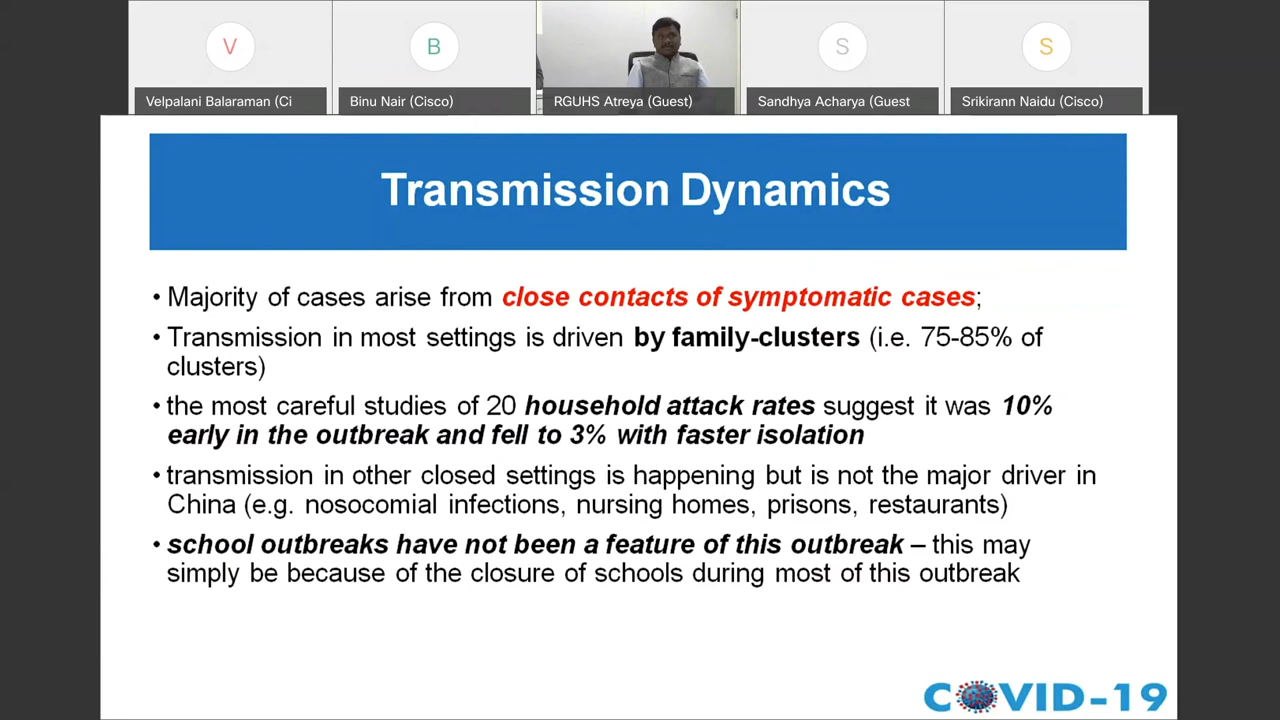 V
B
S
S
Velpalani Balaraman (Ci
Binu Nair (Cisco)
RGUHS Atreya (Guest)
Sandhya Acharya (Guest
Srikirann Naidu (Cisco)
Transmission Dynamics
• Majority of cases arise from close contacts of symptomatic cases;
• Transmission in most settings is driven by family-clusters (i.e. 75-85% of
clusters)
• the most careful studies of 20 household attack rates suggest it was 10%
early in the outbreak and fell to 3% with faster isolation
• transmission in other closed settings is happening but is not the major driver in
China (e.g. nosocomial infections, nursing homes, prisons, restaurants)
• school outbreaks have not been a feature of this outbreak – this may
simply be because of the closure of schools during most of this outbreak
COVID-19